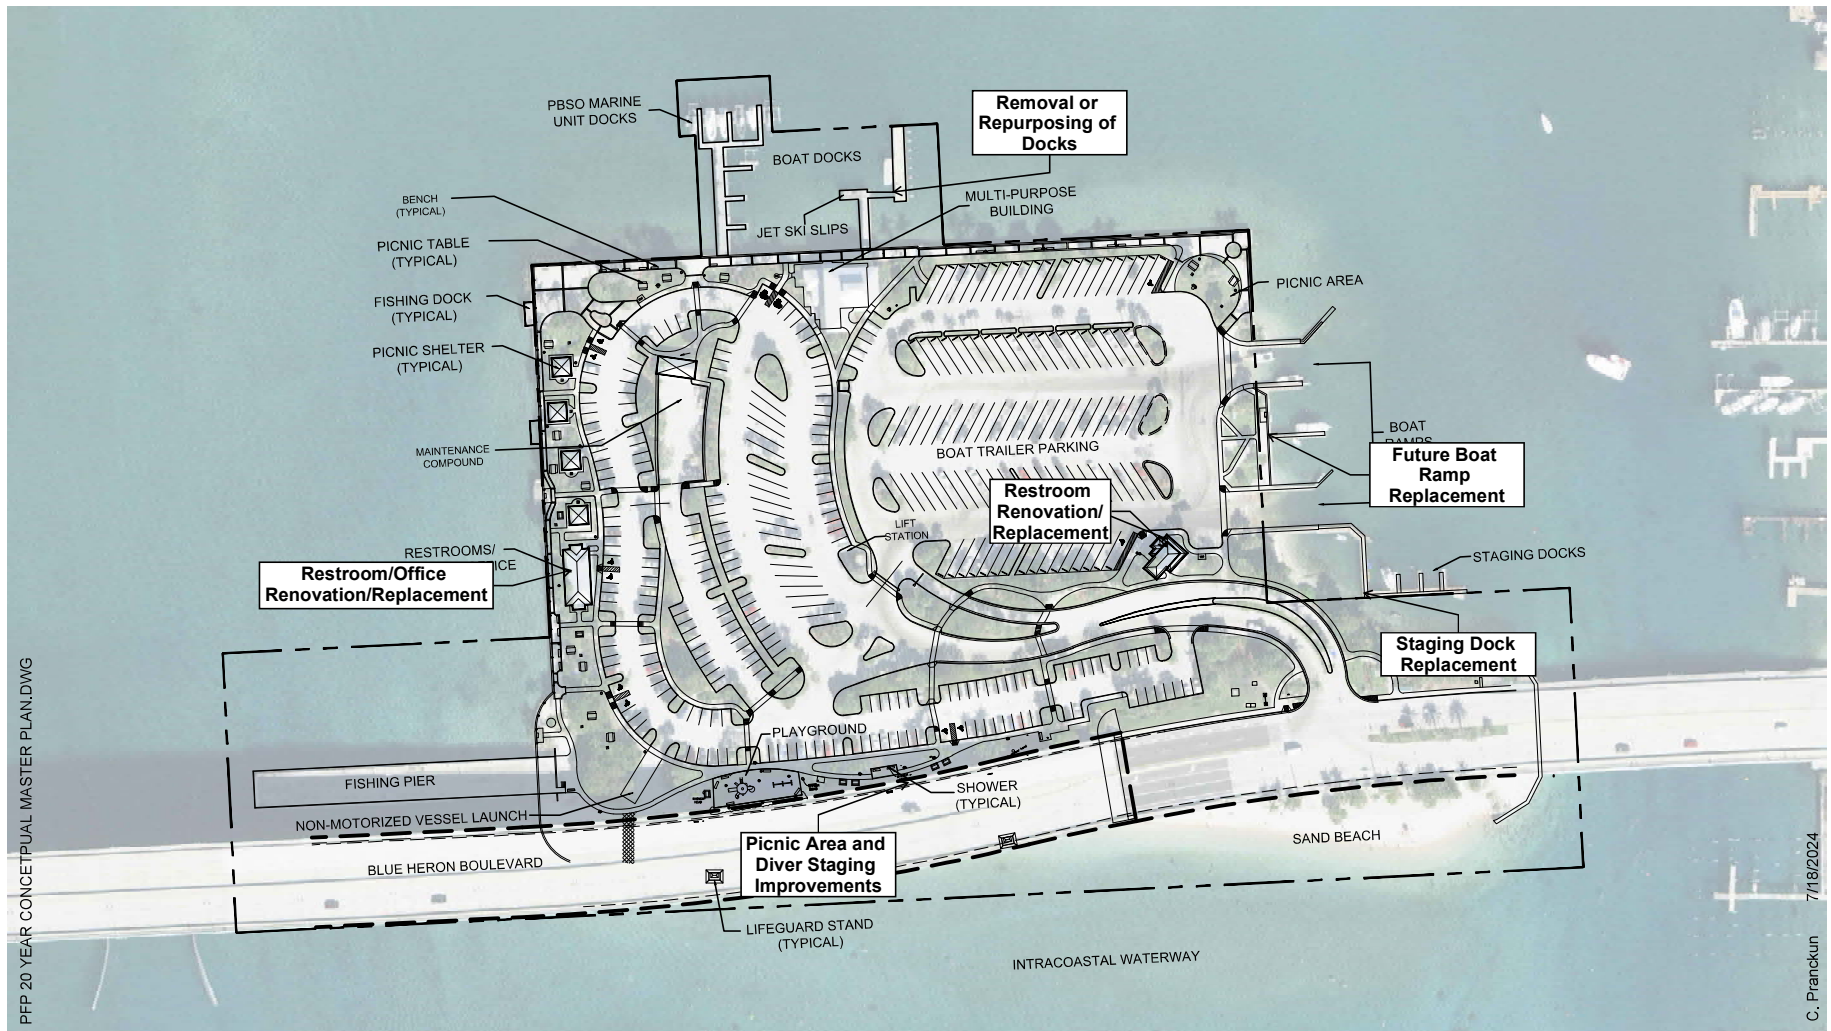 PBSO MARINE
UNIT DOCKS
Removal or
Repurposing of
Docks
BOAT DOCKS
BENCH
(TYPICAL)
MULTI-PURPOSE
BUILDING
JET SKI SLIPS
PICNIC TABLE
(TYPICAL)
PICNIC AREA
FISHING DOCK
(TYPICAL)
PICNIC SHELTER
(TYPICAL)
BOAT
RAMPS
MAINTENANCE
COMPOUND
BOAT TRAILER PARKING
Future Boat
Ramp
Replacement
Restroom
Renovation/
Replacement
LIFT
STATION
RESTROOMS/
ICE
Restroom/Office
Renovation/Replacement
STAGING DOCKS
Staging Dock
Replacement
PLAYGROUND
FISHING PIER
SHOWER
(TYPICAL)
NON-MOTORIZED VESSEL LAUNCH
SAND BEACH
Picnic Area and
Diver Staging
Improvements
BLUE HERON BOULEVARD
LIFEGUARD STAND
(TYPICAL)
INTRACOASTAL WATERWAY
PFP 20 YEAR CONCETPUAL MASTER PLAN.DWG
C. Pranckun 7/18/2024